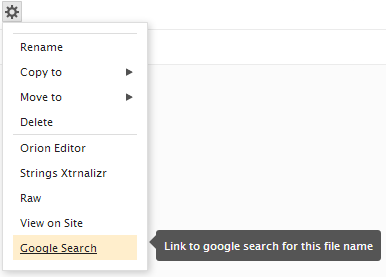 Rename
Copy to
Move to
Delete
Orion Editor
Strings Xtrnalizr
Raw
View on Site
Google Search
Link to google search for this file name